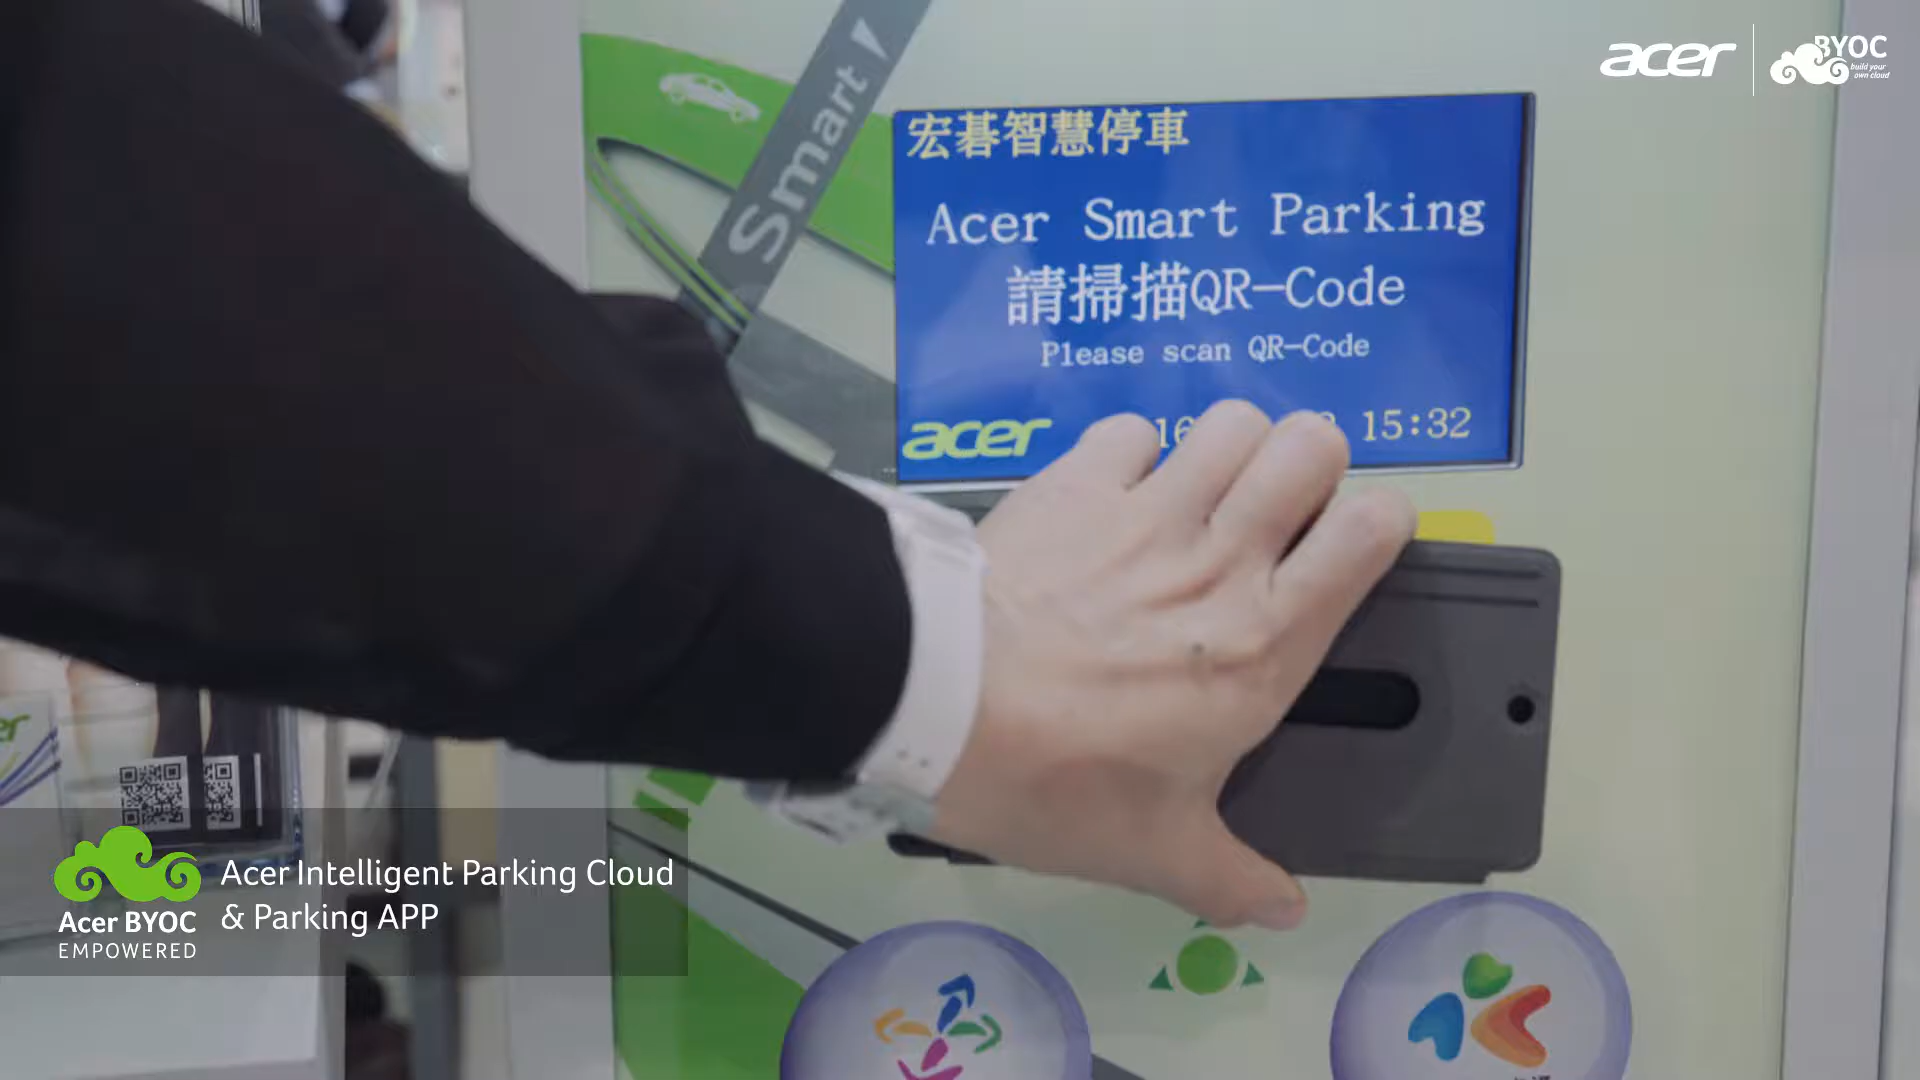 acer
BYOC
build your
own cloud
Smart
宏碁智慧停車
Acer Smart Parking
請掃描QR-Code
Please scan QR-Code
acer
15:32
Acer Intelligent Parking Cloud
& Parking APP
Acer BYOC
EMPOWERED